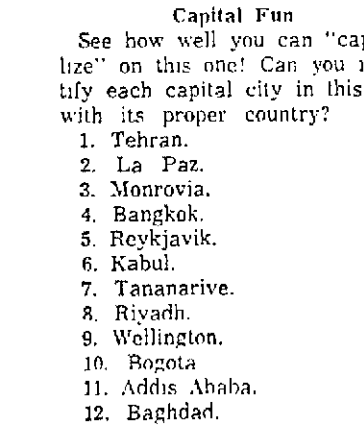 Capital Fun
See how well you can "cap
lize" on this one! Can you
tify each capital city in this
with its proper country?
1. Tehran.
2. La Paz.
3. Monrovia.
4. Bangkok.
5. Reykjavik.
6. Kabul.
7. Tananarive.
8. Riyadh.
9. Wellington.
10. Bogota
11. Addis Ababa.
12. Baghdad.